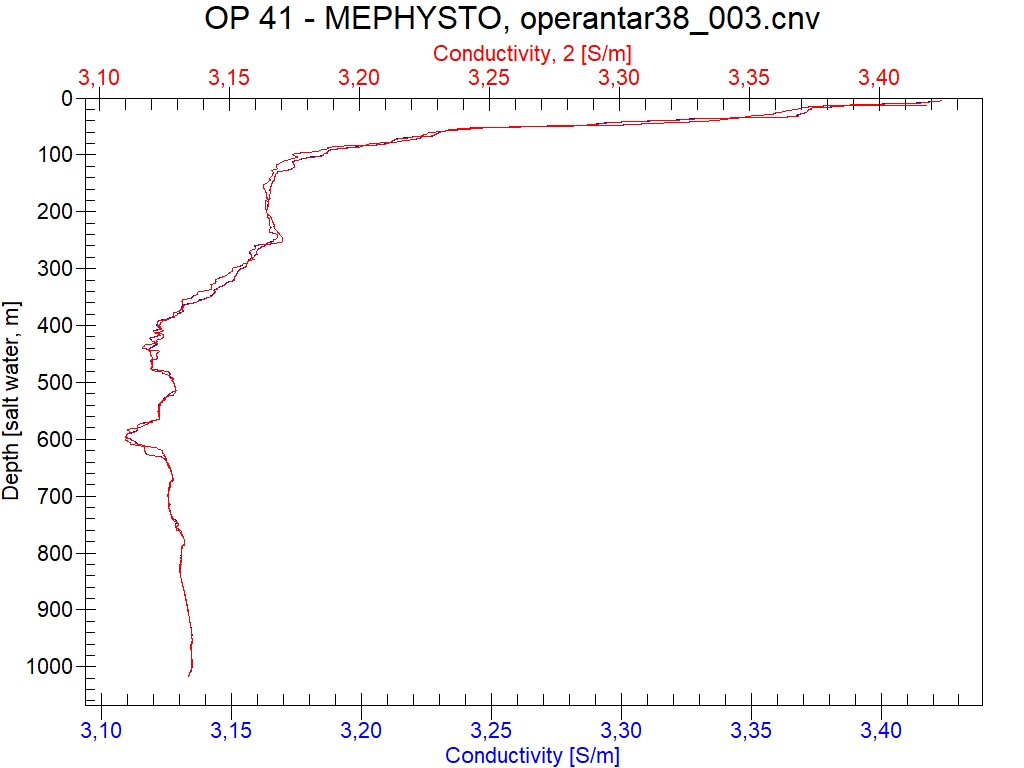 OP 41 - MEPHYSTO, operantar38_003.cnv
Conductivity, 2 [S/m]
3,10 3,15 3,20 3,25 3,30 3,35 3,40
0
100
200
300
400
500
600
700
800
900
1000
Depth [salt water, m]
3,10 3,15 3,20 3,25 3,30 3,35 3,40
Conductivity [S/m]